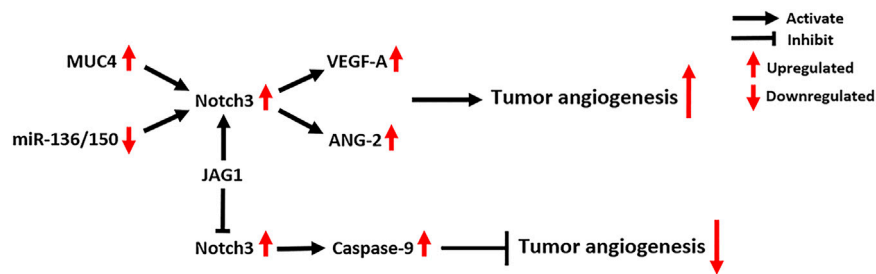 MUC4
VEGF-A
Notch3
Tumor angiogenesis
miR-136/150
ANG-2
JAG1
Notch3
Caspase-9
Tumor angiogenesis
Activate
Inhibit
Upregulated
Downregulated